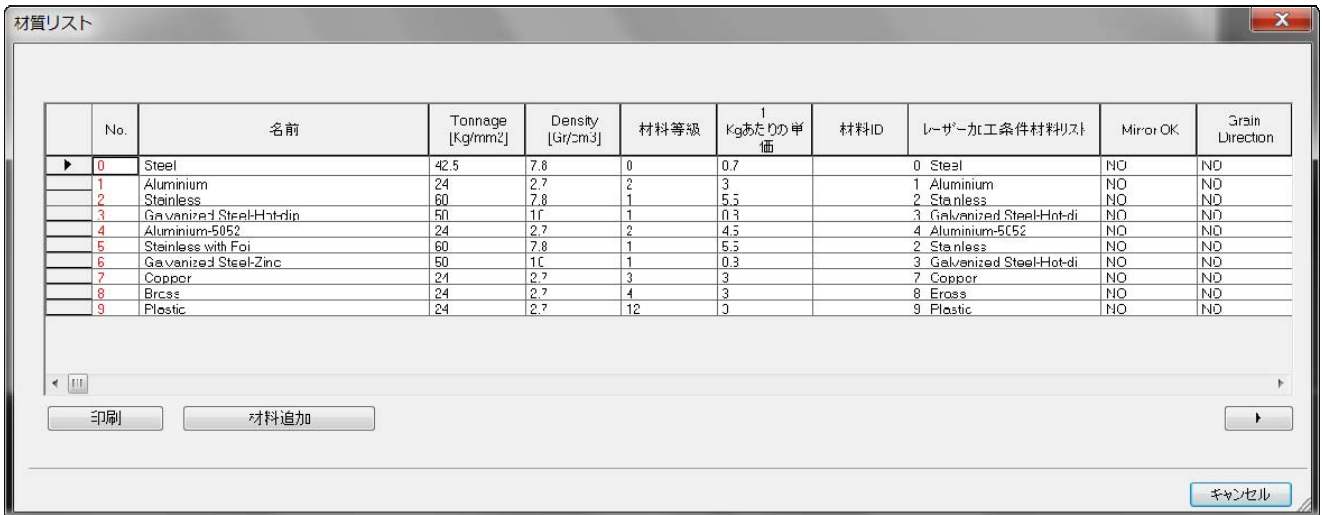 材質リスト
No. 名前 Tonnage [Kg/mm2] Density [Gr/cm3] 材料等級 1 Kgあたりの単価 材料ID レーザー加工条件材料リスト Mirror OK Grain Direction
0 Steel 42.5 7.8 0 0.7 0 Steel NO NO
1 Aluminium 24 2.7 2 3 1 Aluminium NO NO
2 Stainless 60 7.8 1 5.5 2 Stainless NO NO
3 Galvanized Steel-Hot-dip 50 10 1 0.8 3 Galvanized Steel-Hot-di NO NO
4 Aluminium-5052 24 2.7 2 4.5 4 Aluminium-5052 NO NO
5 Stainless with Foi 60 7.8 1 5.5 2 Stainless NO NO
6 Galvanized Steel-Zinc 50 10 1 0.8 3 Galvanized Steel-Hot-di NO NO
7 Copper 24 2.7 3 3 7 Copper NO NO
8 Brass 24 2.7 4 3 8 Brass NO NO
9 Plastic 24 2.7 12 3 9 Plastic NO NO
印刷 材料追加
キャンセル